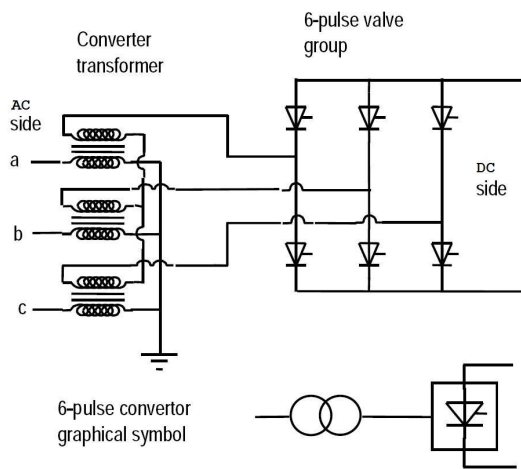 6-pulse valve
group
Converter
transformer
AC
side
a
DC
side
b
c
6-pulse convertor
graphical symbol